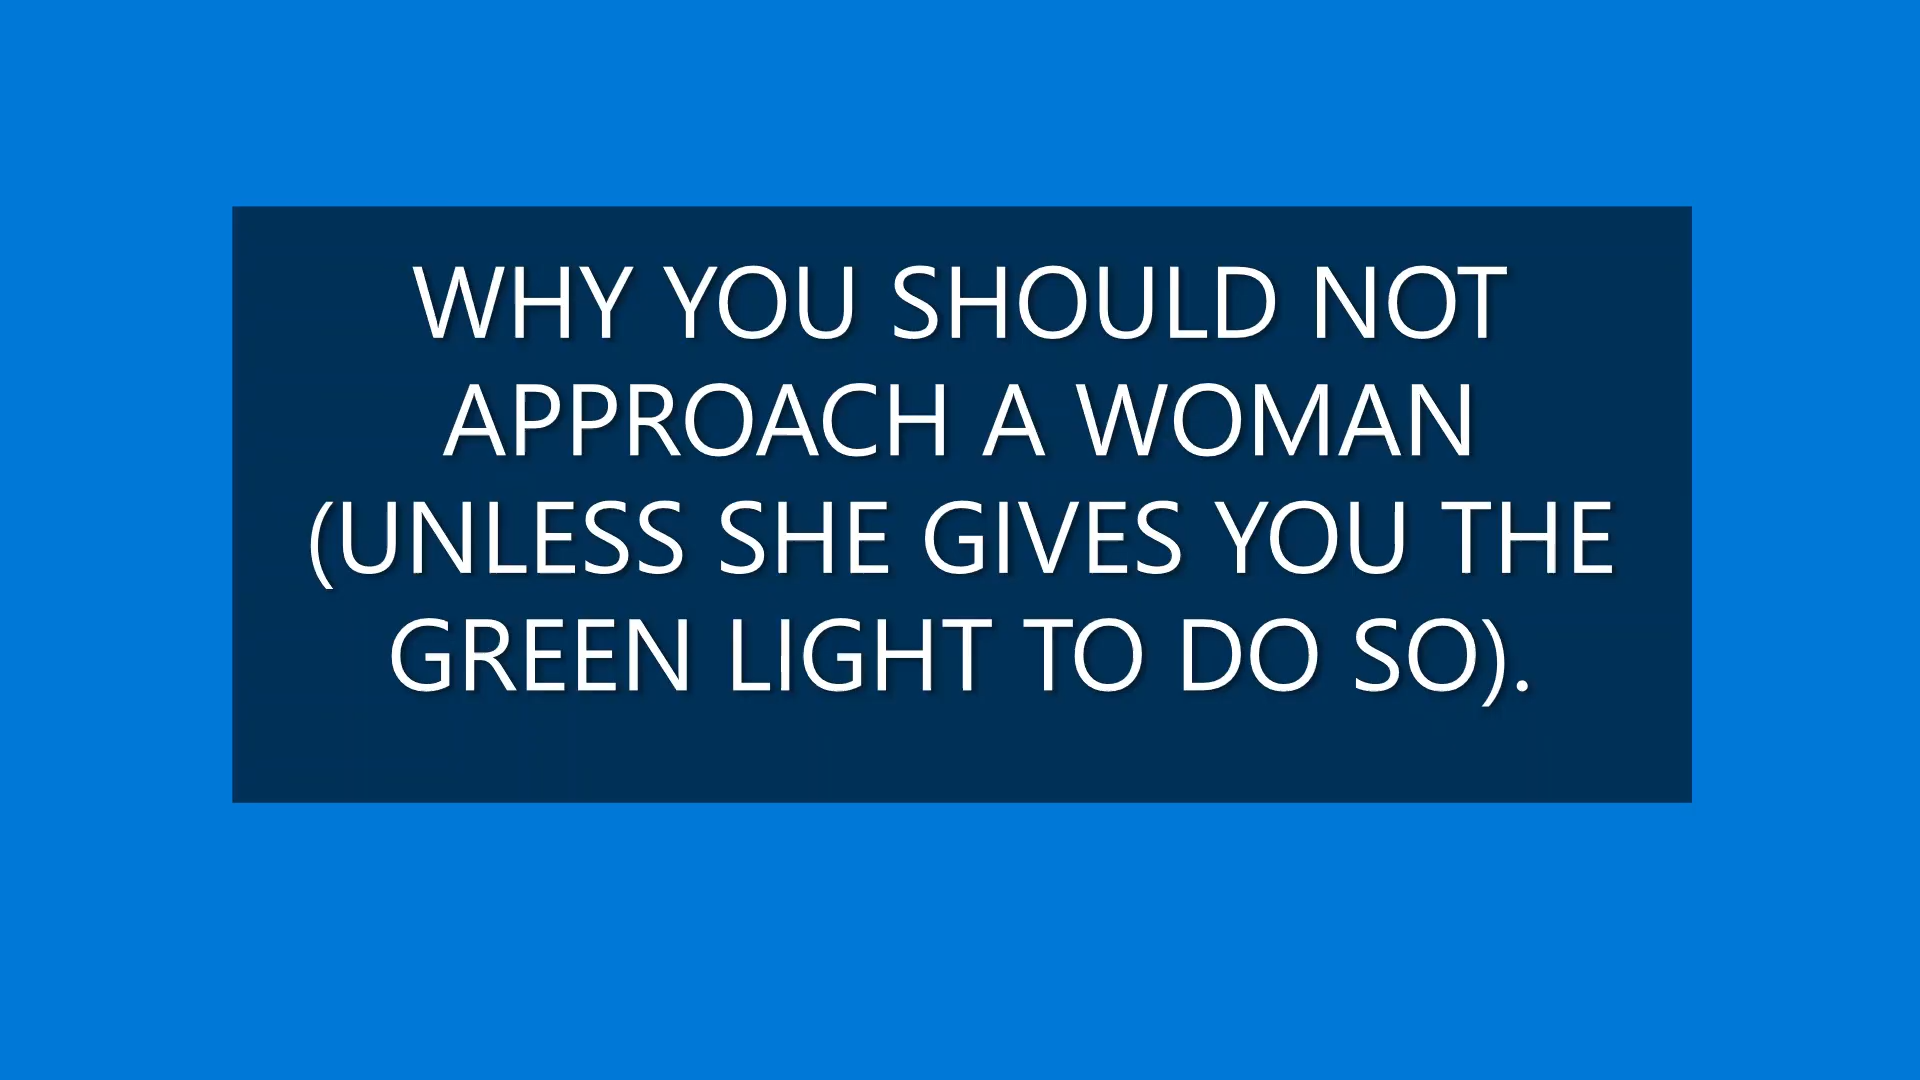 WHY YOU SHOULD NOT
APPROACH A WOMAN
(UNLESS SHE GIVES YOU THE
GREEN LIGHT TO DO SO).